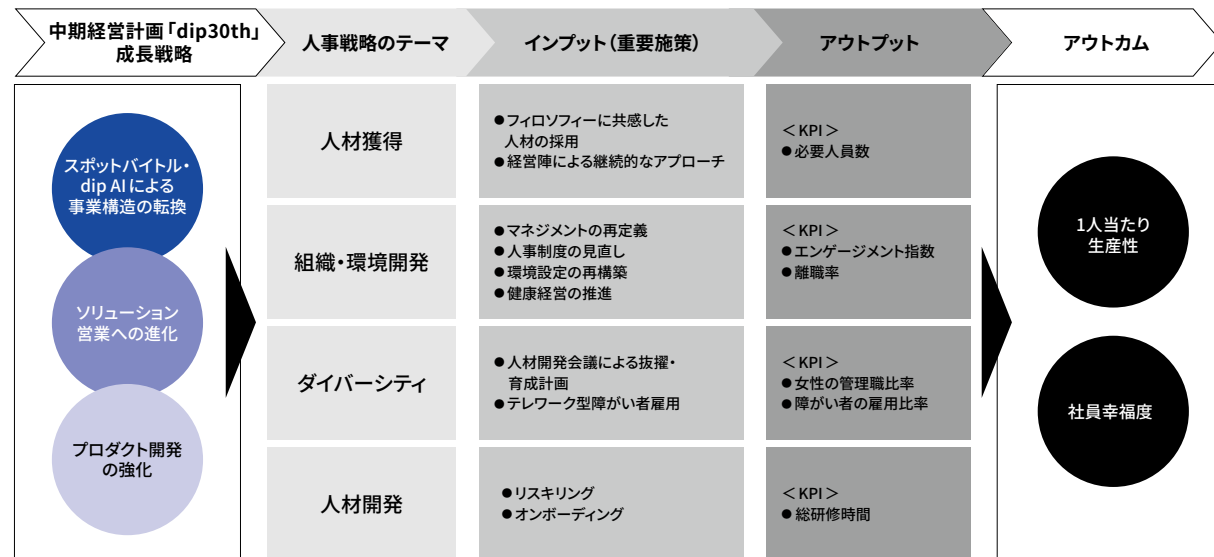 中期経営計画「dip30th」
成長戦略
人事戦略のテーマ
インプット（重要施策）
アウトプット
アウトカム
スポットバイトル・
dip AIによる
事業構造の転換
ソリューション
営業への進化
プロダクト開発
の強化
人材獲得
●フィロソフィーに共感した
人材の採用
●経営陣による継続的なアプローチ
＜KPI＞
●必要人員数
組織・環境開発
●マネジメントの再定義
●人事制度の見直し
●環境設定の再構築
●健康経営の推進
＜KPI＞
●エンゲージメント指数
●離職率
ダイバーシティ
●人材開発会議による抜擢・
育成計画
●テレワーク型障がい者雇用
＜KPI＞
●女性の管理職比率
●障がい者の雇用比率
人材開発
●リスキリング
●オンボーディング
＜KPI＞
●総研修時間
1人当たり
生産性
社員幸福度